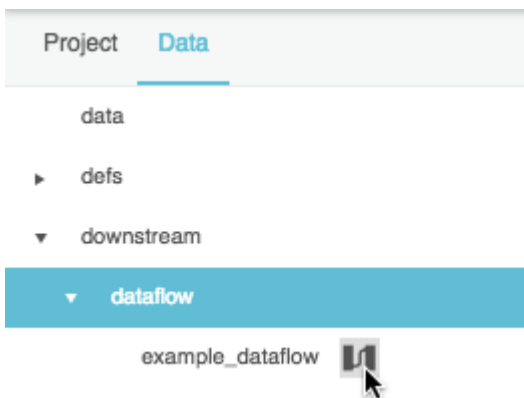 Project Data
data
defs
downstream
dataflow
example_dataflow